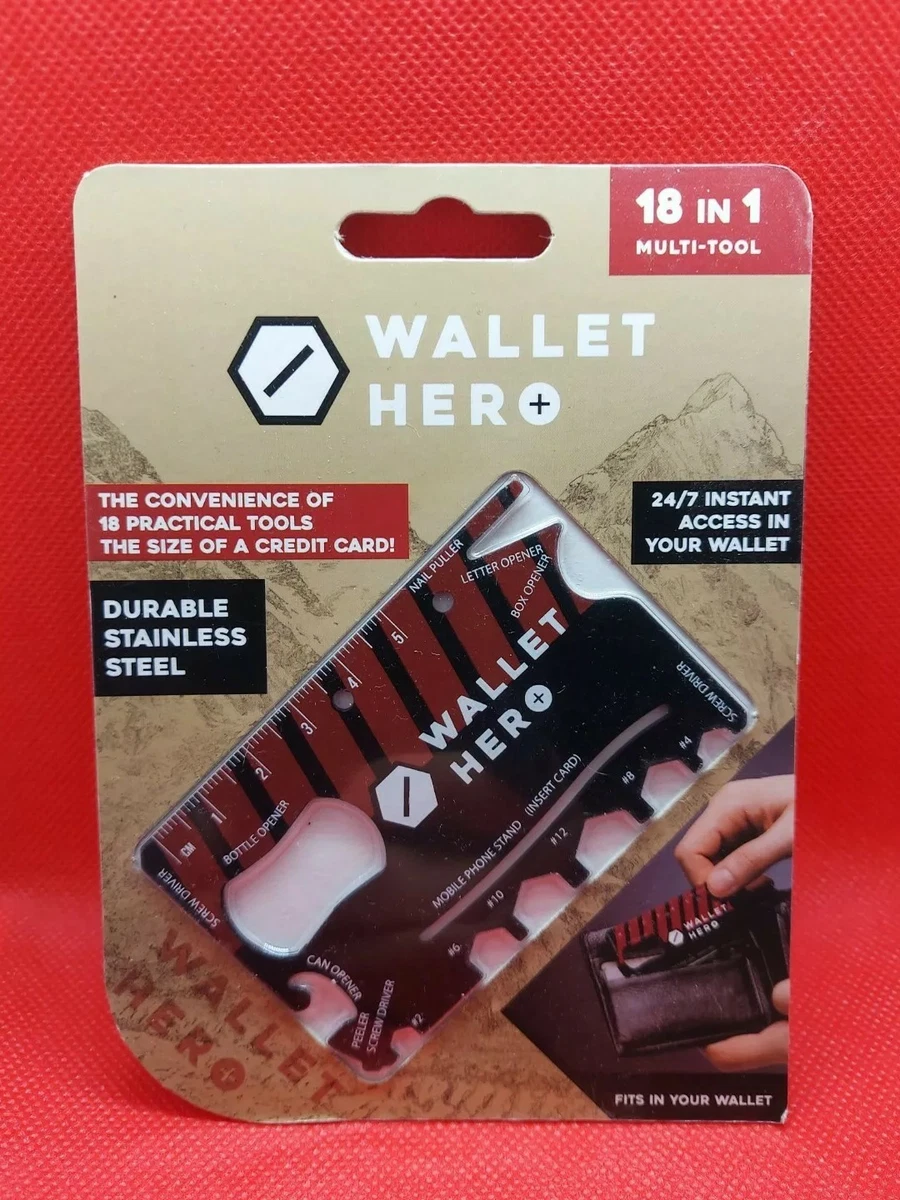 18 IN 1
MULTI-TOOL
WALLET
HERO
THE CONVENIENCE OF
18 PRACTICAL TOOLS
THE SIZE OF A CREDIT CARD!
24/7 INSTANT
ACCESS IN
YOUR WALLET
DURABLE
STAINLESS
STEEL
NAIL PULLER
LETTER OPENER
BOX OPENER
5
4
3
2
1
CM
WALLET
HERO
SCREW DRIVER
BOTTLE OPENER
MOBILE PHONE STAND (INSERT CARD)
#4
#8
#12
#10
#6
#2
SCREW DRIVER
CAN OPENER
PEELER
SCREW DRIVER
WALLET
HERO
WALLET
HERO
FITS IN YOUR WALLET